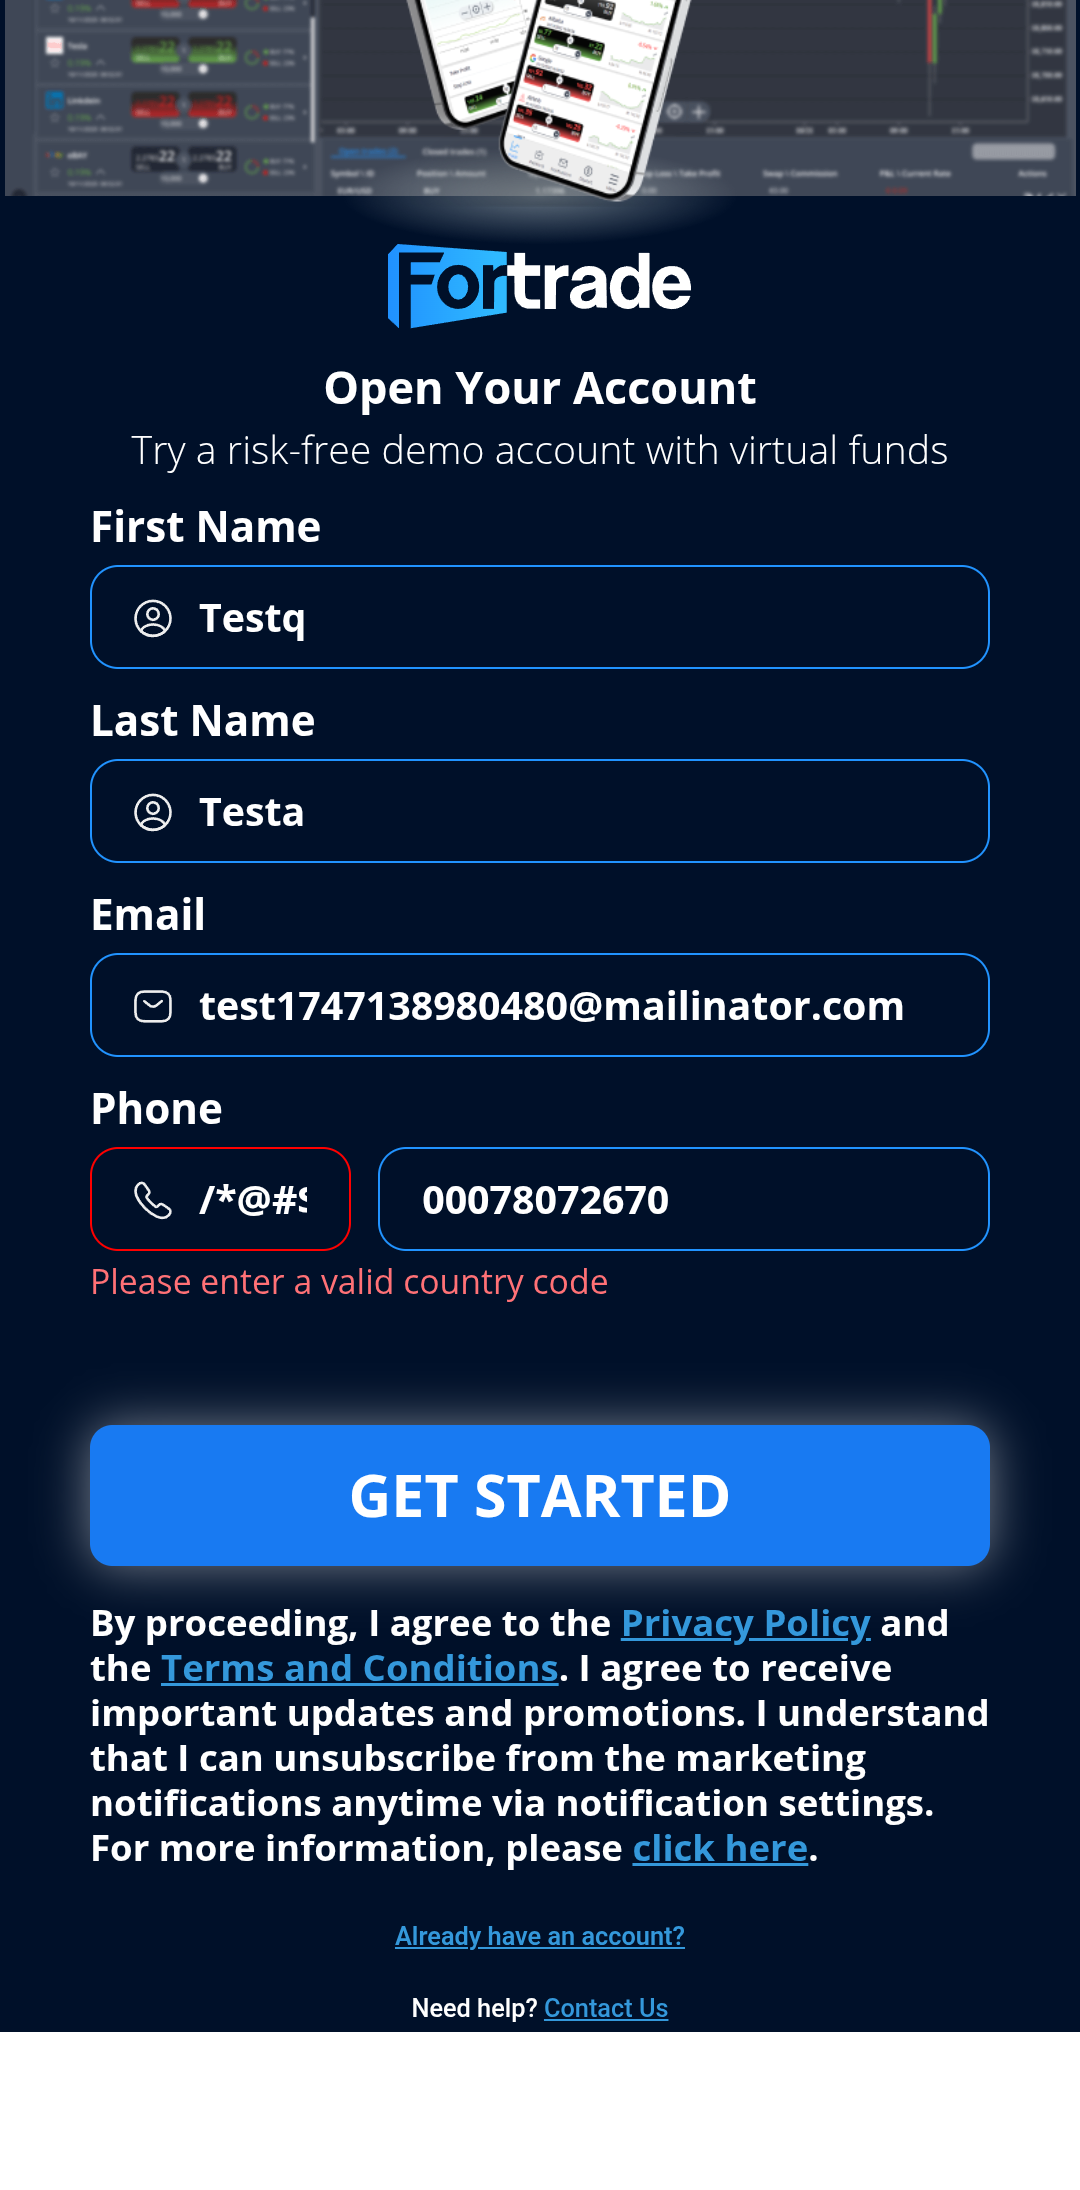 Fortrade
Open Your Account
Try a risk-free demo account with virtual funds
First Name
Testq
Last Name
Testa
Email
test1747138980480@mailinator.com
Phone
/*@#$ 00078072670
Please enter a valid country code
GET STARTED
By proceeding, I agree to the Privacy Policy and
the Terms and Conditions. I agree to receive
important updates and promotions. I understand
that I can unsubscribe from the marketing
notifications anytime via notification settings.
For more information, please click here.
Already have an account?
Need help? Contact Us